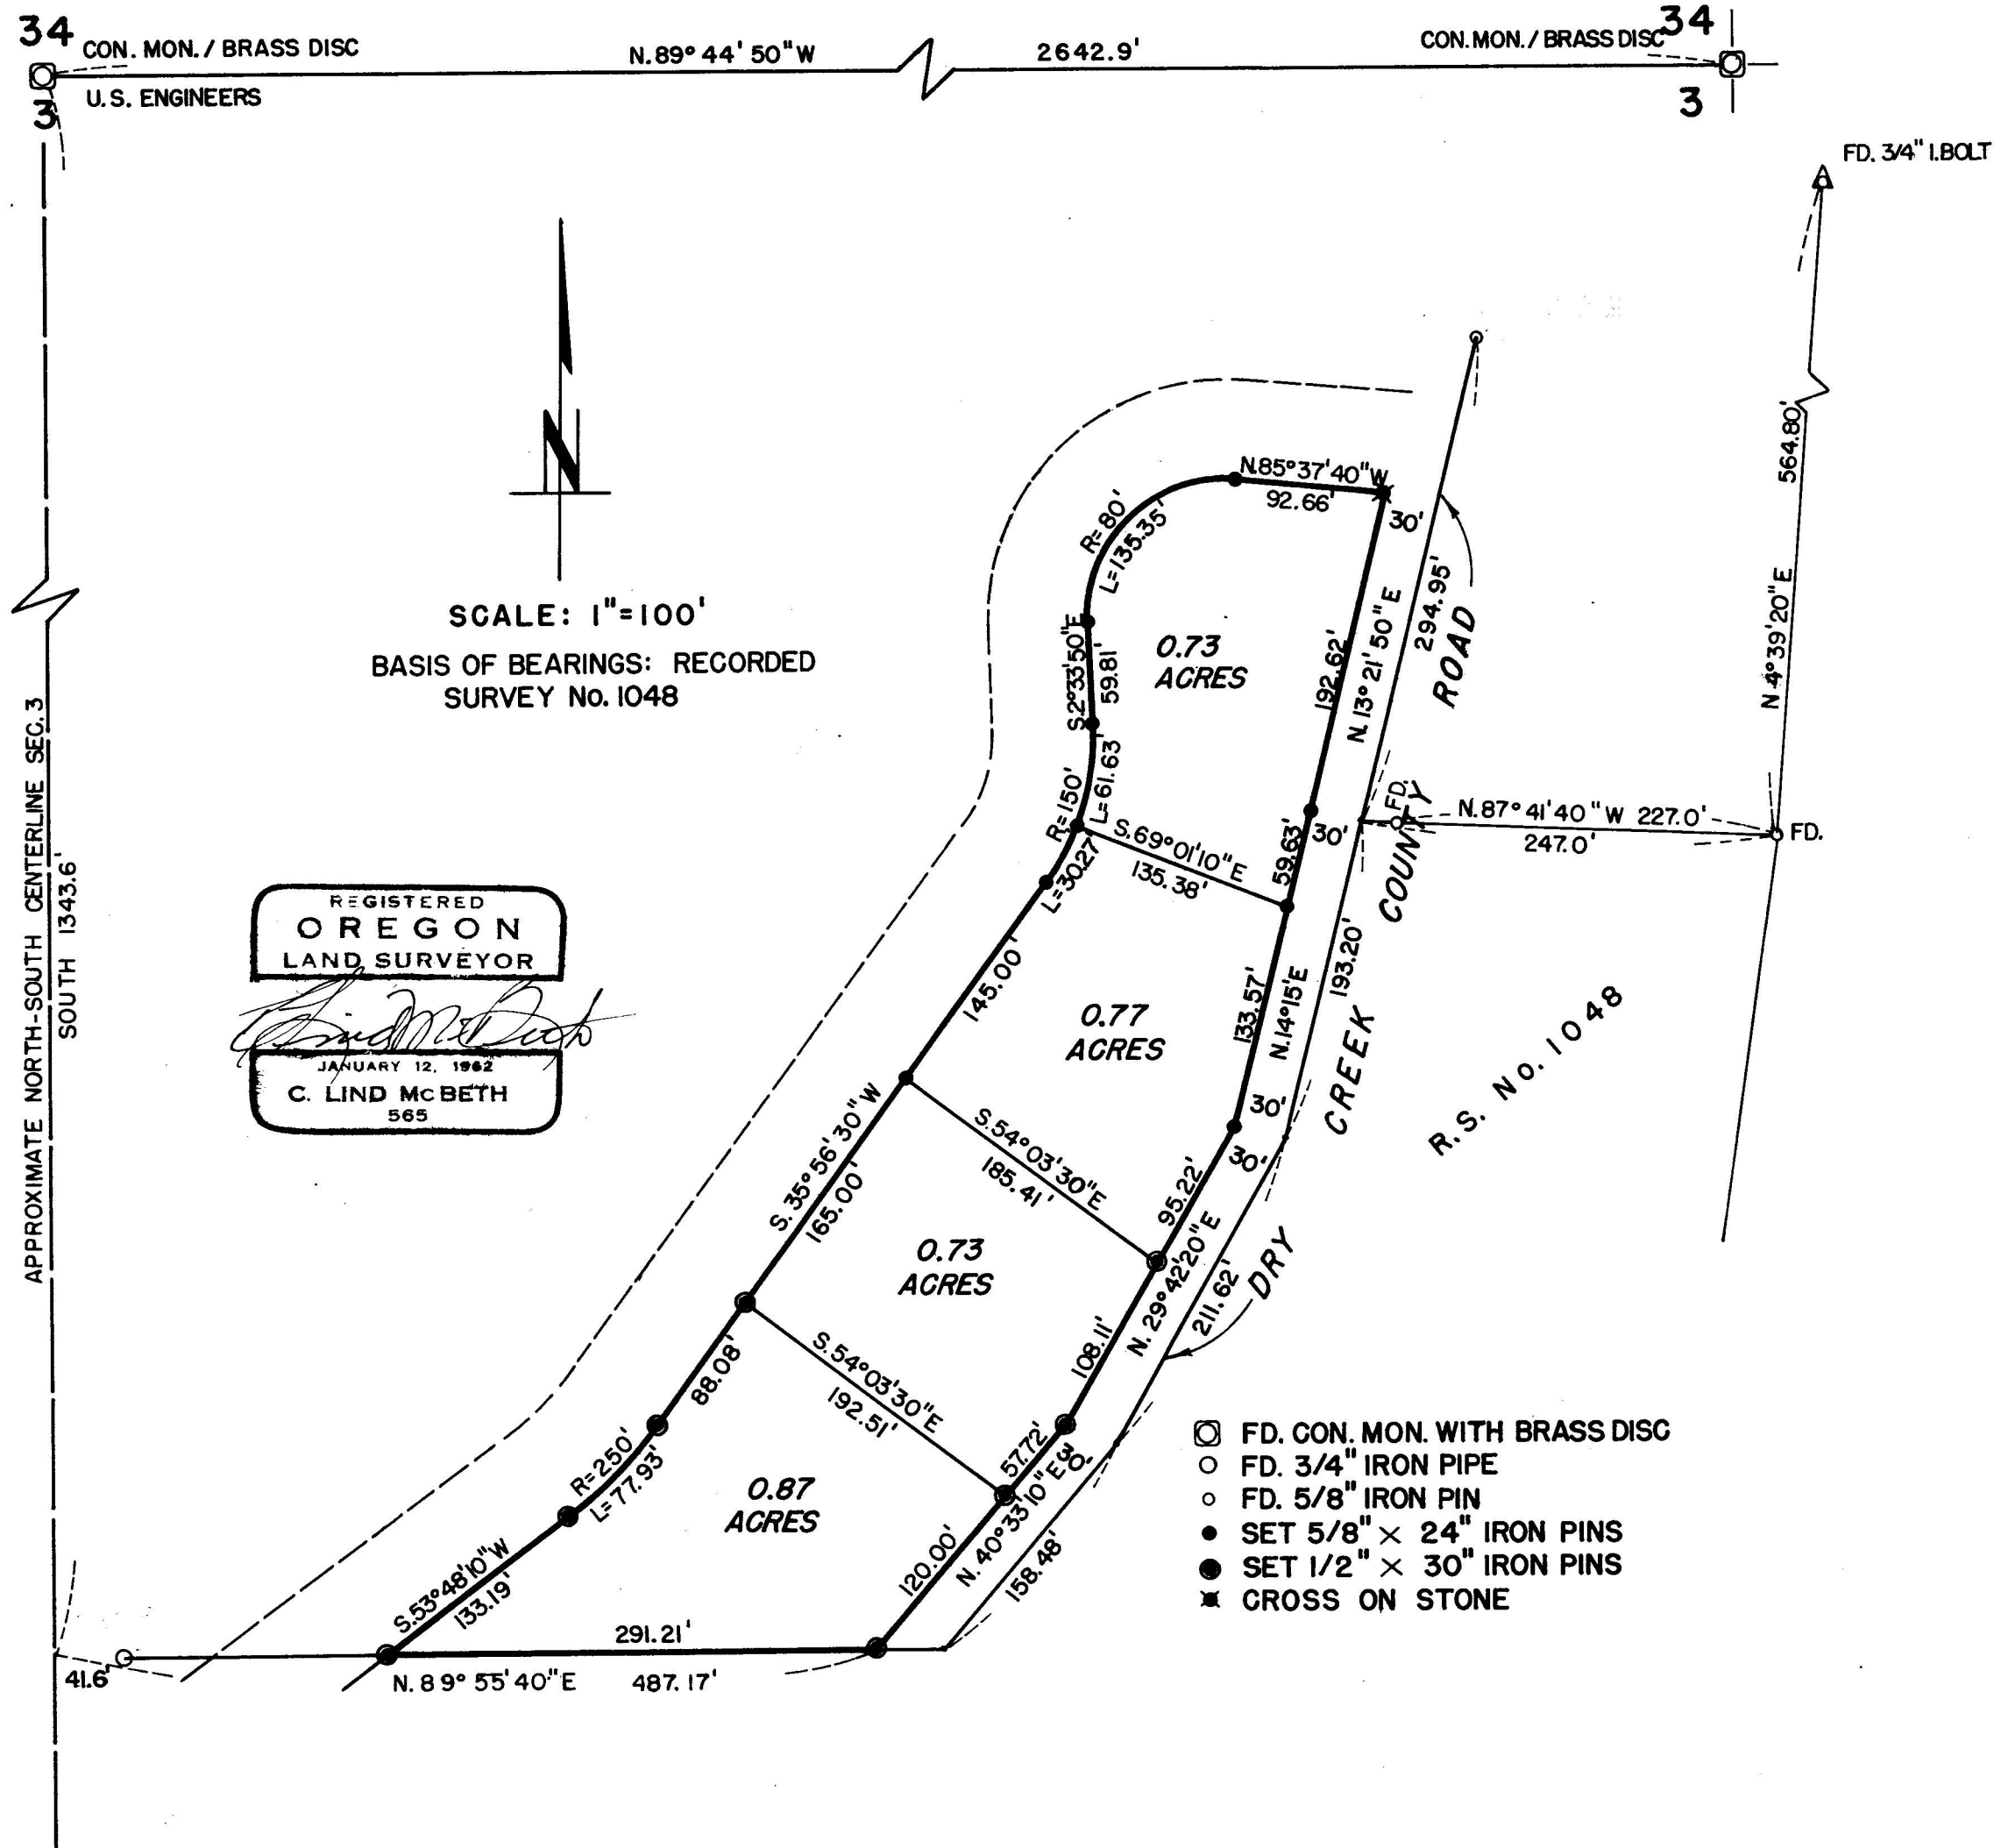 34
CON. MON. / BRASS DISC
N.89° 44' 50" W
2642.9'
CON. MON. / BRASS DISC
34
3
U.S. ENGINEERS
3
FD. 3/4" I.BOLT
N
SCALE: 1"=100'
BASIS OF BEARINGS: RECORDED
SURVEY No. 1048
APPROXIMATE NORTH-SOUTH CENTERLINE SEC. 3
SOUTH 1343.6'
REGISTERED
OREGON
LAND SURVEYOR
JANUARY 12, 1962
C. LIND McBETH
565
N.85°37'40"W
92.66'
30'
R=80'
L=135.35'
S.2°33'50"E
59.81'
0.73
ACRES
192.62'
N. 13° 21' 50" E
294.95'
564.80'
N 4°39'20" E
R=150'
L=61.63'
L=30.27'
S.69°01'10"E
135.38'
59.63'
30'
FD.
N.87°41'40" W 227.0'
247.0'
FD.
DRY CREEK COUNTY ROAD
145.00'
0.77
ACRES
133.57'
N.14°15'E
193.20'
R.S. No. 1048
30'
30'
S. 35° 56' 30" W
165.00'
S.54°03'30"E
185.41'
95.22'
N. 29°42'20"E
211.62'
0.73
ACRES
108.11'
88.08'
S.54°03'30"E
192.51'
57.72'
30'
R=250'
L=77.93'
0.87
ACRES
120.00'
N. 40°33'10"E
158.48'
S.53°48'10"W
133.19'
291.21'
41.6'
N. 89° 55' 40" E 487.17'
FD. CON. MON. WITH BRASS DISC
FD. 3/4" IRON PIPE
FD. 5/8" IRON PIN
SET 5/8" X 24" IRON PINS
SET 1/2" X 30" IRON PINS
CROSS ON STONE